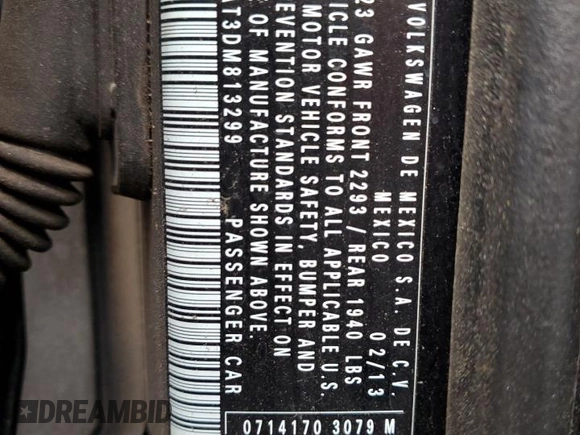 VOLKSWAGEN DE MEXICO S.A. DE C.V.
MEXICO 02/13
23 GAWR FRONT 2293 / REAR 1940 LBS
ICLE CONFORMS TO ALL APPLICABLE U.S.
MOTOR VEHICLE SAFETY, BUMPER AND
EVENTION STANDARDS IN EFFECT ON
OF MANUFACTURE SHOWN ABOVE.
AT3DM813299 PASSENGER CAR
0714170 3079 M
DREAMBID